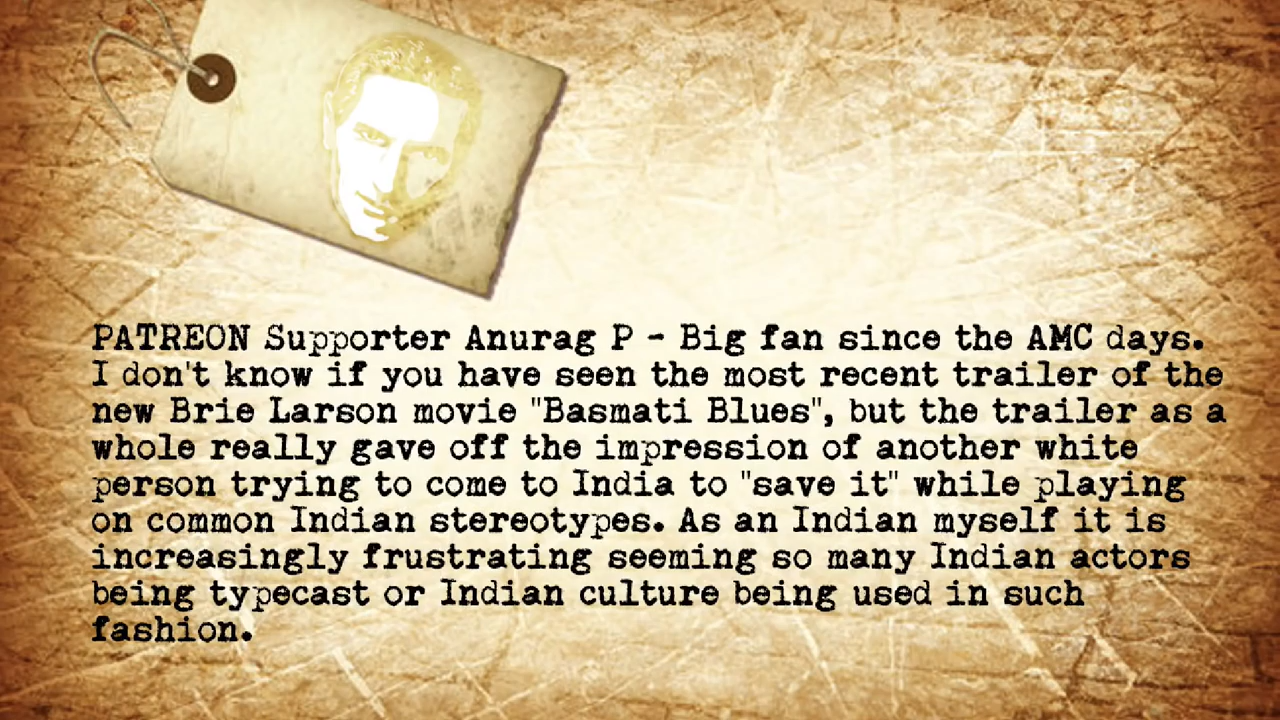 PATREON Supporter Anurag P - Big fan since the AMC days.
I don't know if you have seen the most recent trailer of the
new Brie Larson movie "Basmati Blues", but the trailer as a
whole really gave off the impression of another white
person trying to come to India to "save it" while playing
on common Indian stereotypes. As an Indian myself it is
increasingly frustrating seeming so many Indian actors
being typecast or Indian culture being used in such
fashion.